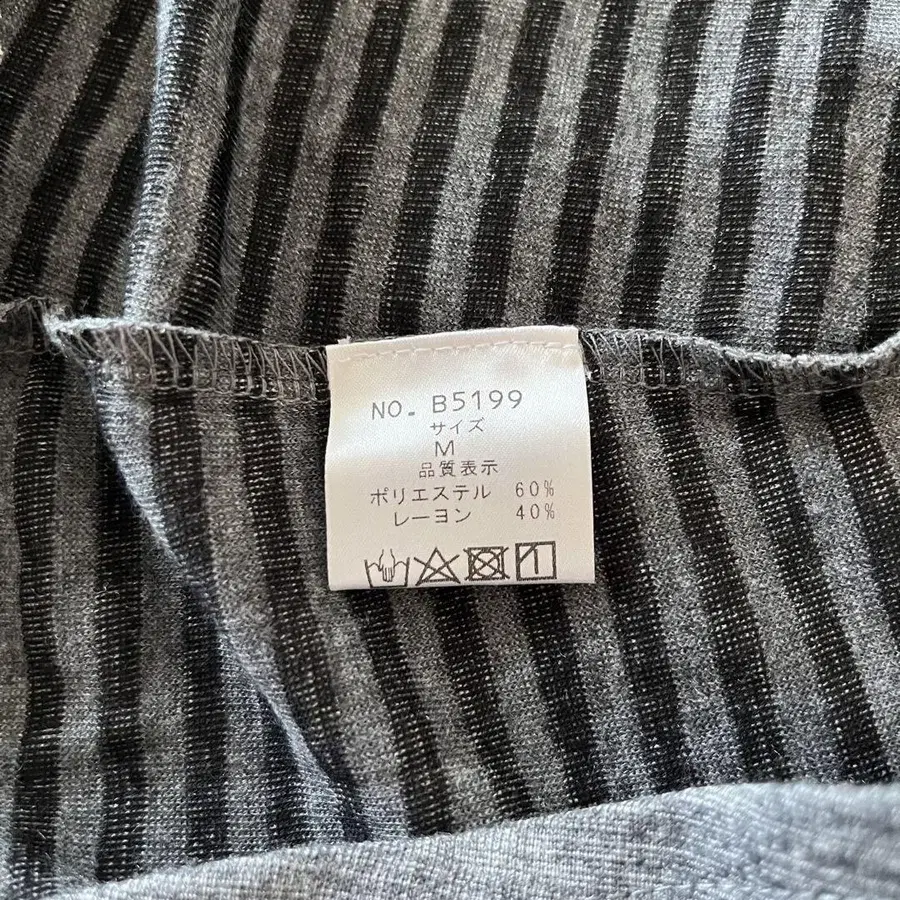 NO. B5199
サイズ
M
品質表示
ポリエステル 60%
レーヨン 40%